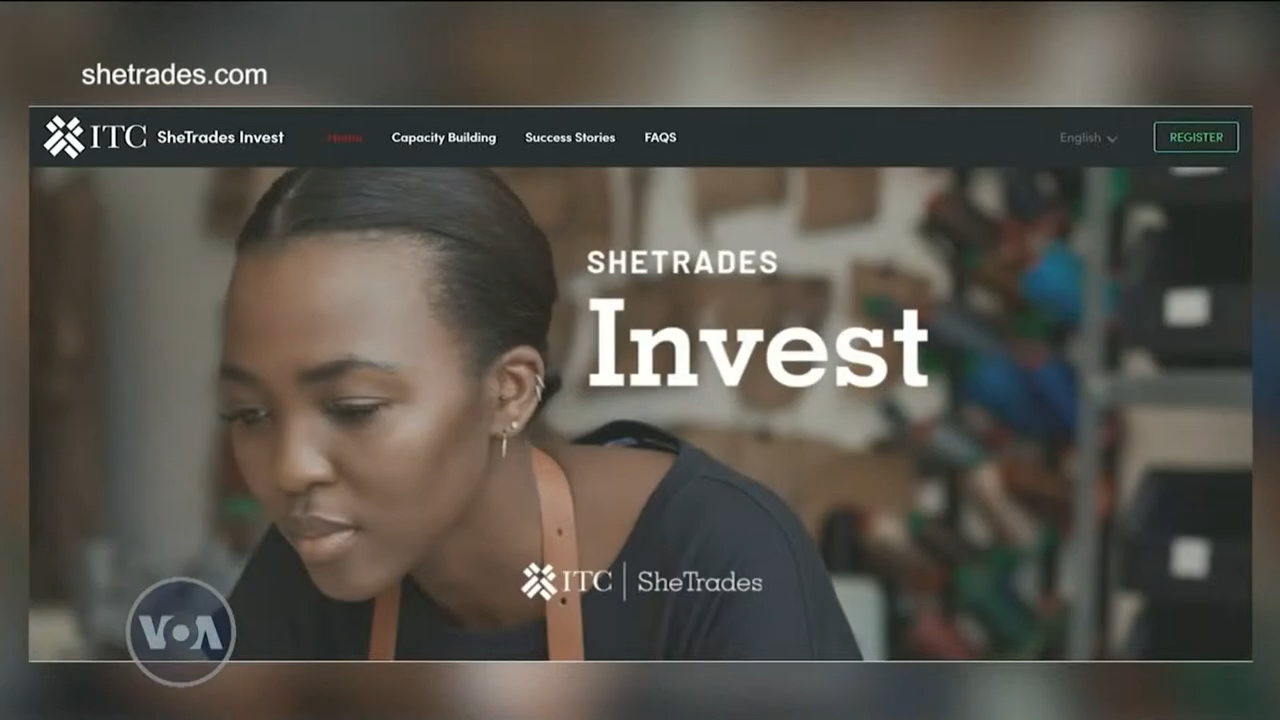 shetrades.com
ITC SheTrades Invest Home Capacity Building Success Stories FAQS English REGISTER
SHETRADES
Invest
ITC | SheTrades
VOA